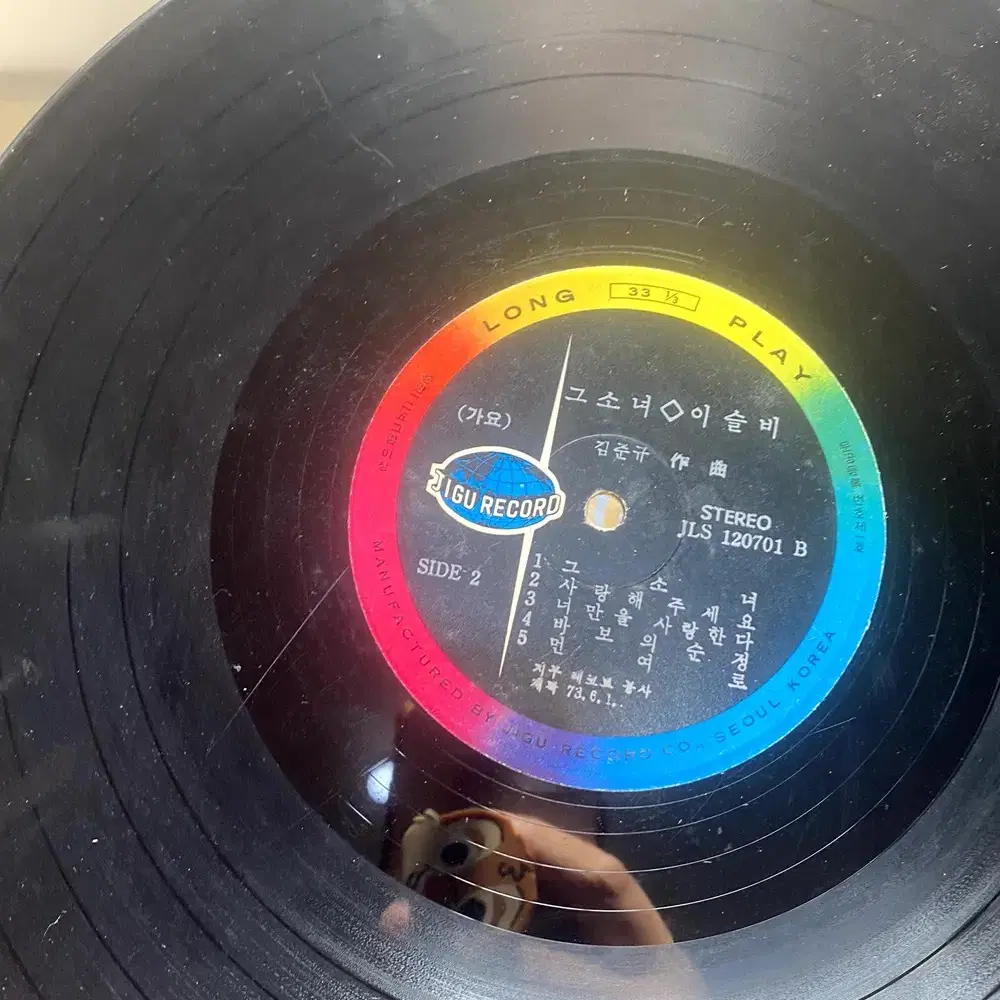 LONG 33 1/3 PLAY
그소녀◇이슬비
(가요)
김준규 作曲
JIGU RECORD
STEREO
JLS 120701 B
SIDE 2
1 그 소 녀
2 사 랑 해 주 세 요
3 너 만 을 사 랑 한 다
4 바 보 의 순 정
5 먼 여 로
지구 레코드 공사
73.6.1.
MANUFACTURED BY JIGU RECORD CO., SEOUL KOREA